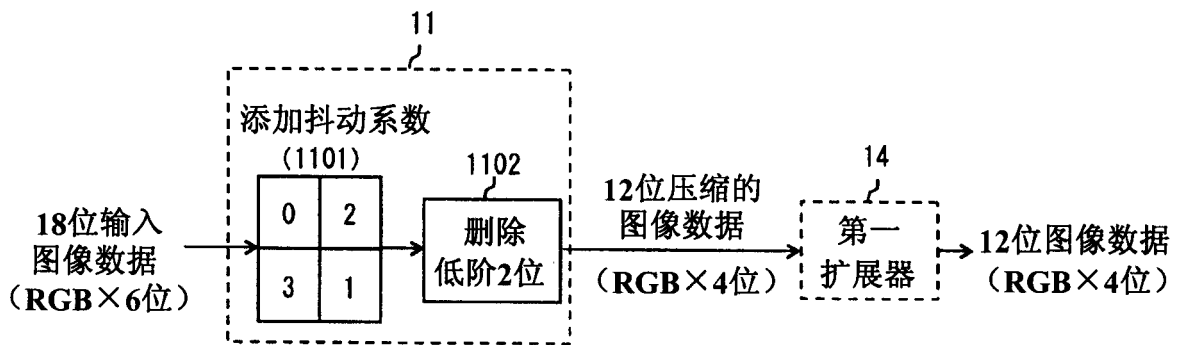 11
添加抖动系数
(1101)
0 2
3 1
1102
删除
低阶2位
18位输入
图像数据
(RGB×6位)
12位压缩的
图像数据
(RGB×4位)
14
第一
扩展器
12位图像数据
(RGB×4位)